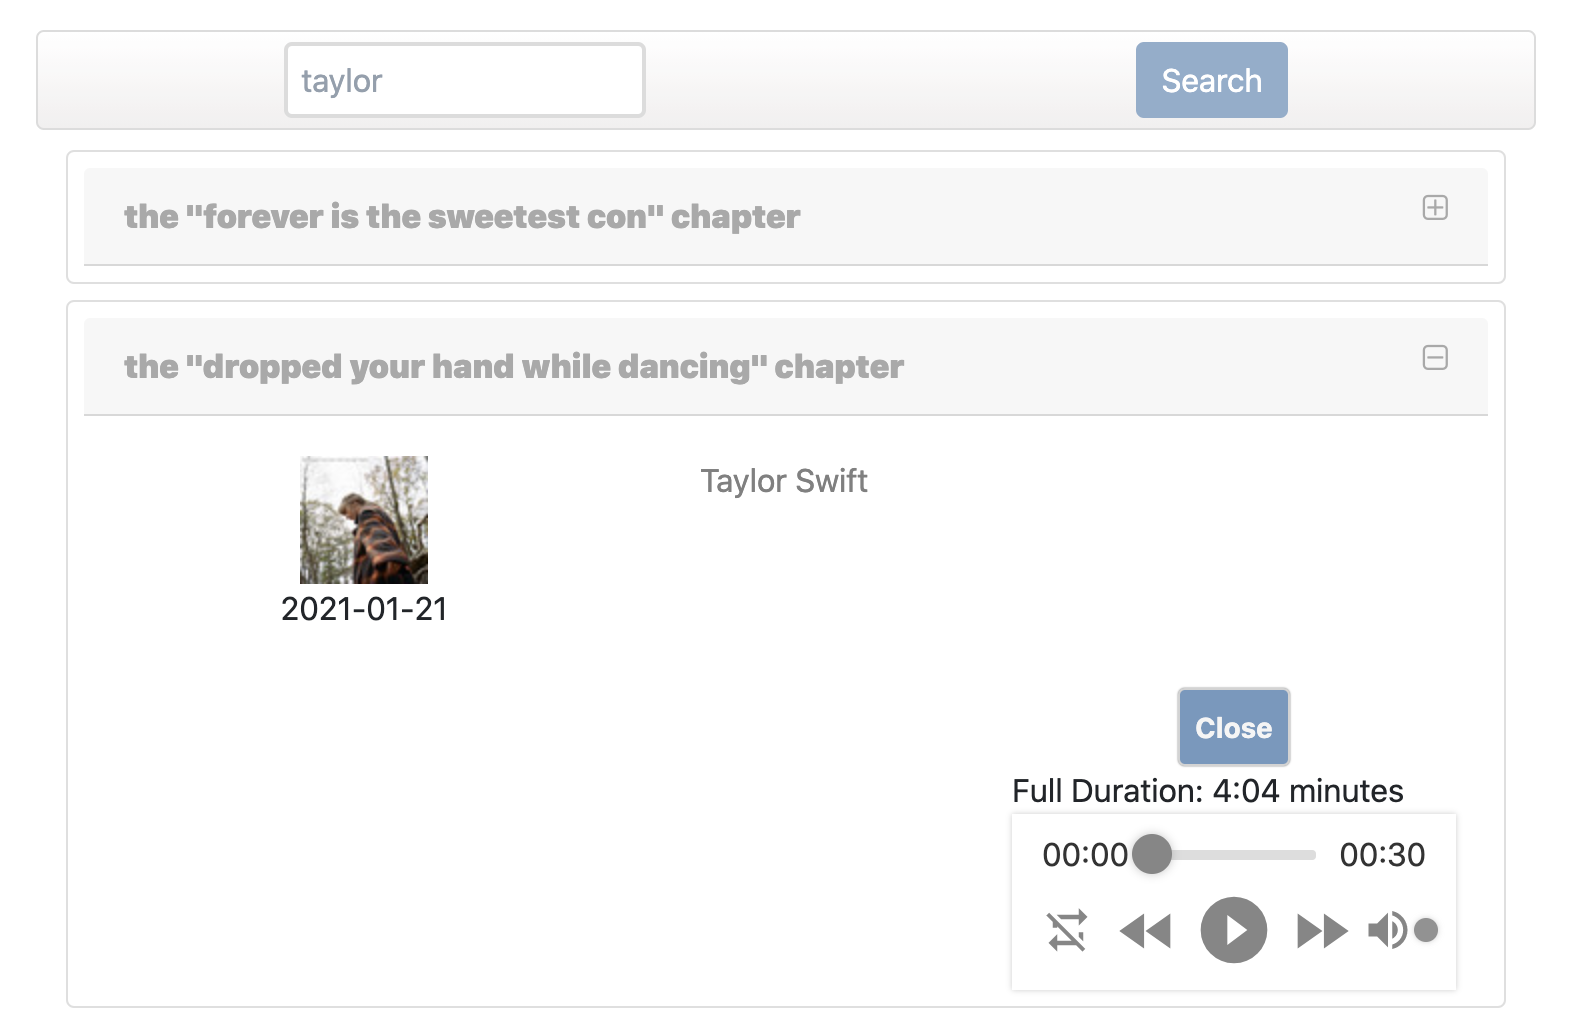 taylor
Search
the "forever is the sweetest con" chapter
the "dropped your hand while dancing" chapter
Taylor Swift
2021-01-21
Close
Full Duration: 4:04 minutes
00:00 00:30